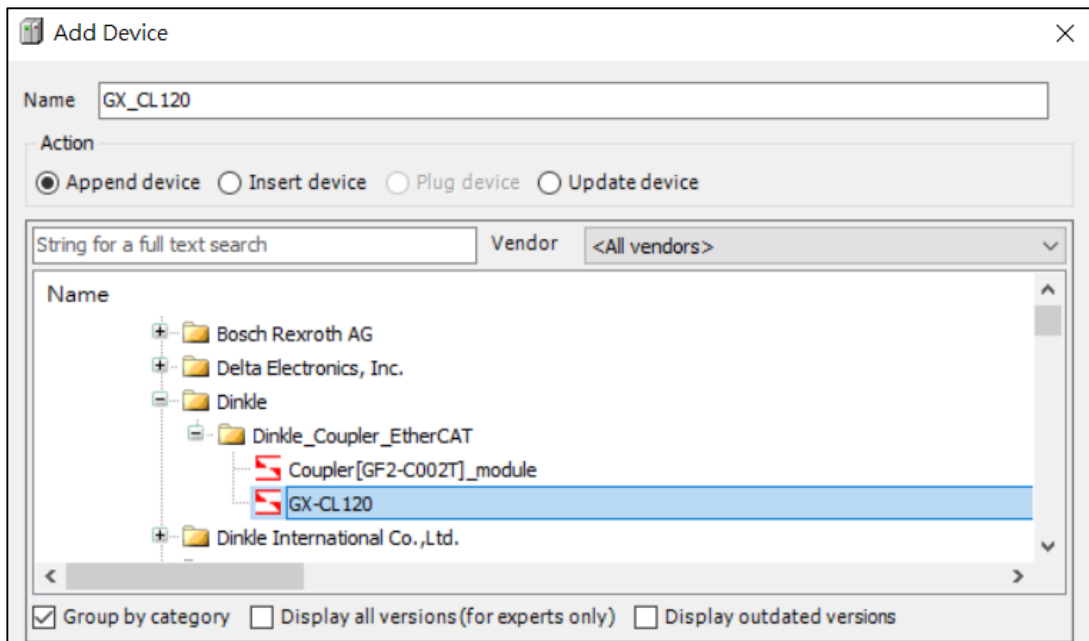 Add Device
Name GX_CL120
Action
Append device Insert device Plug device Update device
String for a full text search Vendor <All vendors>
Name
Bosch Rexroth AG
Delta Electronics, Inc.
Dinkle
Dinkle_Coupler_EtherCAT
Coupler[GF2-C002T]_module
GX-CL120
Dinkle International Co.,Ltd.
Group by category Display all versions(for experts only) Display outdated versions